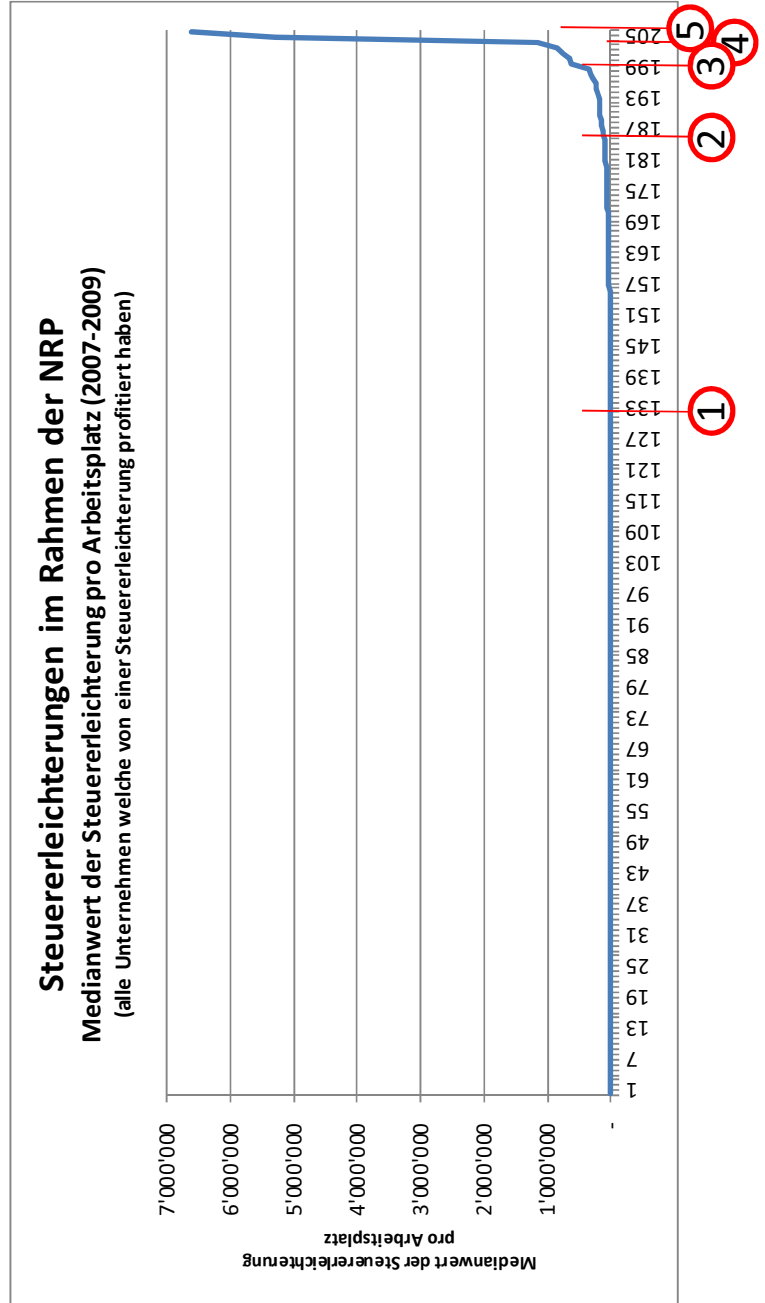 Steuererleichterungen im Rahmen der NRP
Medianwert der Steuererleichterung pro Arbeitsplatz (2007-2009)
(alle Unternehmen welche von einer Steuererleichterung profitiert haben)
Medianwert der Steuererleichterung
pro Arbeitsplatz
7'000'000
6'000'000
5'000'000
4'000'000
3'000'000
2'000'000
1'000'000
-
1 7 13 19 25 31 37 43 49 55 61 67 73 79 85 91 97 103 109 115 121 127 133 139 145 151 157 163 169 175 181 187 193 199 205
1 2 3 4 5